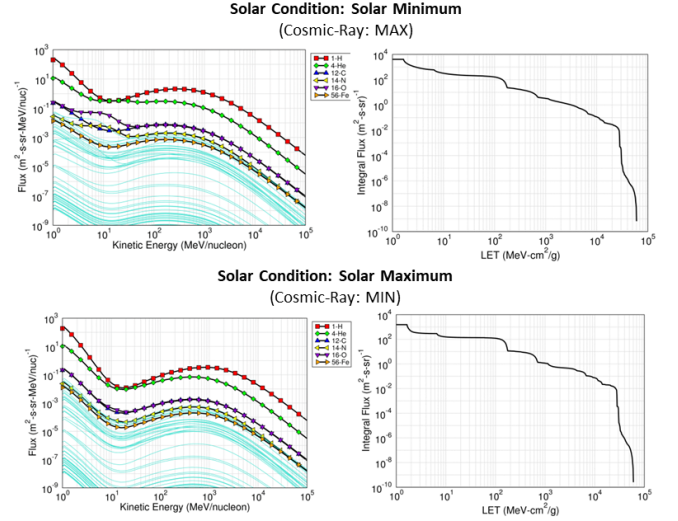 Solar Condition: Solar Minimum
(Cosmic-Ray: MAX)
Flux (m²-s-sr-MeV/nuc)⁻¹
10³
10¹
10⁻¹
10⁻³
10⁻⁵
10⁻⁷
10⁻⁹
10⁰ 10¹ 10² 10³ 10⁴ 10⁵
Kinetic Energy (MeV/nucleon)
1-H
4-He
12-C
14-N
16-O
56-Fe
Integral Flux (m²-s-sr)⁻¹
10⁴
10²
10⁰
10⁻²
10⁻⁴
10⁻⁶
10⁻⁸
10⁻¹⁰
10⁰ 10¹ 10² 10³ 10⁴ 10⁵
LET (MeV-cm²/g)
Solar Condition: Solar Maximum
(Cosmic-Ray: MIN)
Flux (m²-s-sr-MeV/nuc)⁻¹
10³
10¹
10⁻¹
10⁻³
10⁻⁵
10⁻⁷
10⁻⁹
10⁰ 10¹ 10² 10³ 10⁴ 10⁵
Kinetic Energy (MeV/nucleon)
1-H
4-He
12-C
14-N
16-O
56-Fe
Integral Flux (m²-s-sr)⁻¹
10⁴
10²
10⁰
10⁻²
10⁻⁴
10⁻⁶
10⁻⁸
10⁻¹⁰
10⁰ 10¹ 10² 10³ 10⁴ 10⁵
LET (MeV-cm²/g)